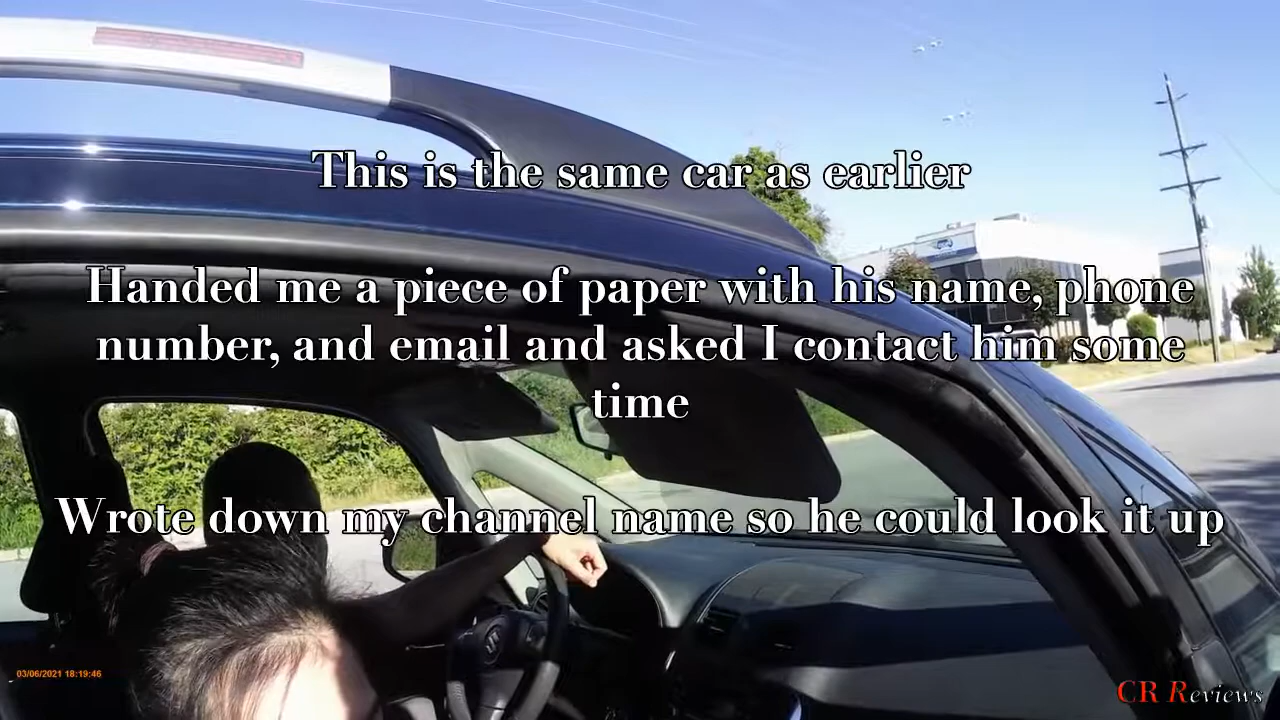 This is the same car as earlier
Handed me a piece of paper with his name, phone
number, and email and asked I contact him some
time
Wrote down my channel name so he could look it up
03/06/2021 18:19:46
CR Reviews